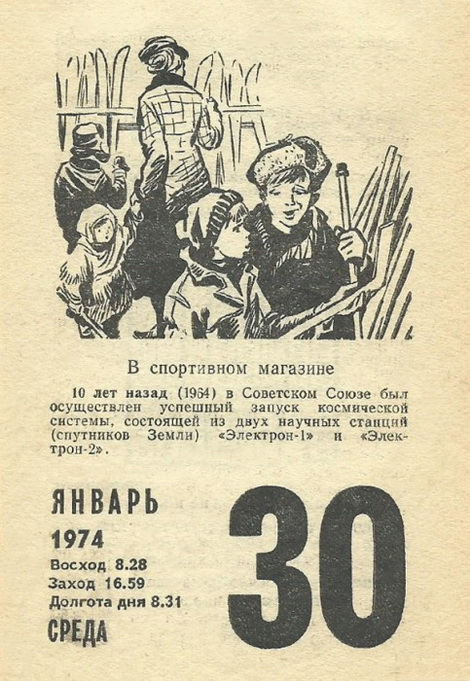 В спортивном магазине
10 лет назад (1964) в Советском Союзе был
осуществлен успешный запуск космической
системы, состоящей из двух научных станций
(спутников Земли) «Электрон-1» и «Элек-
трон-2».
ЯНВАРЬ
1974
Восход 8.28
Заход 16.59
Долгота дня 8.31
СРЕДА
30